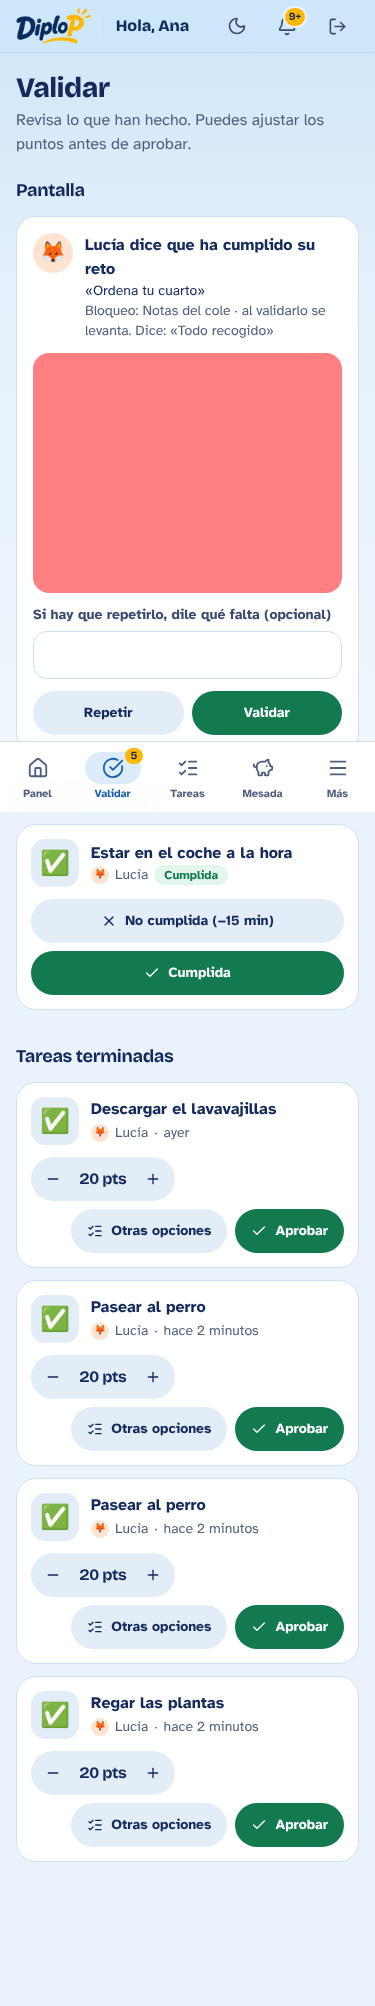 DiploP
Hola, Ana
9+
Validar
Revisa lo que han hecho. Puedes ajustar los
puntos antes de aprobar.
Pantalla
Lucía dice que ha cumplido su
reto
«Ordena tu cuarto»
Bloqueo: Notas del cole · al validarlo se
levanta. Dice: «Todo recogido»
Si hay que repetirlo, dile qué falta (opcional)
Repetir
Validar
5
Panel
Validar
Tareas
Mesada
Más
Estar en el coche a la hora
Lucía
Cumplida
No cumplida (−15 min)
Cumplida
Tareas terminadas
Descargar el lavavajillas
Lucía · ayer
− 20 pts +
Otras opciones
Aprobar
Pasear al perro
Lucía · hace 2 minutos
− 20 pts +
Otras opciones
Aprobar
Pasear al perro
Lucía · hace 2 minutos
− 20 pts +
Otras opciones
Aprobar
Regar las plantas
Lucía · hace 2 minutos
− 20 pts +
Otras opciones
Aprobar